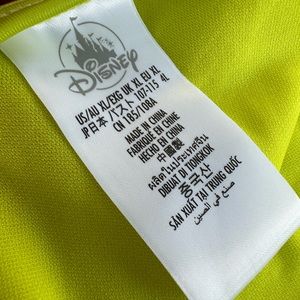 Disney
US/AU XL/EXG UK XL EU XL
JP日本 バスト 107-115 4L
CN 185/108A
MADE IN CHINA
FABRIQUÉ EN CHINE
HECHO EN CHINA
中國製
ผลิตในประเทศจีน
DIBUAT DI TIONGKOK
중국산
SẢN XUẤT TẠI TRUNG QUỐC
صنع في الصين